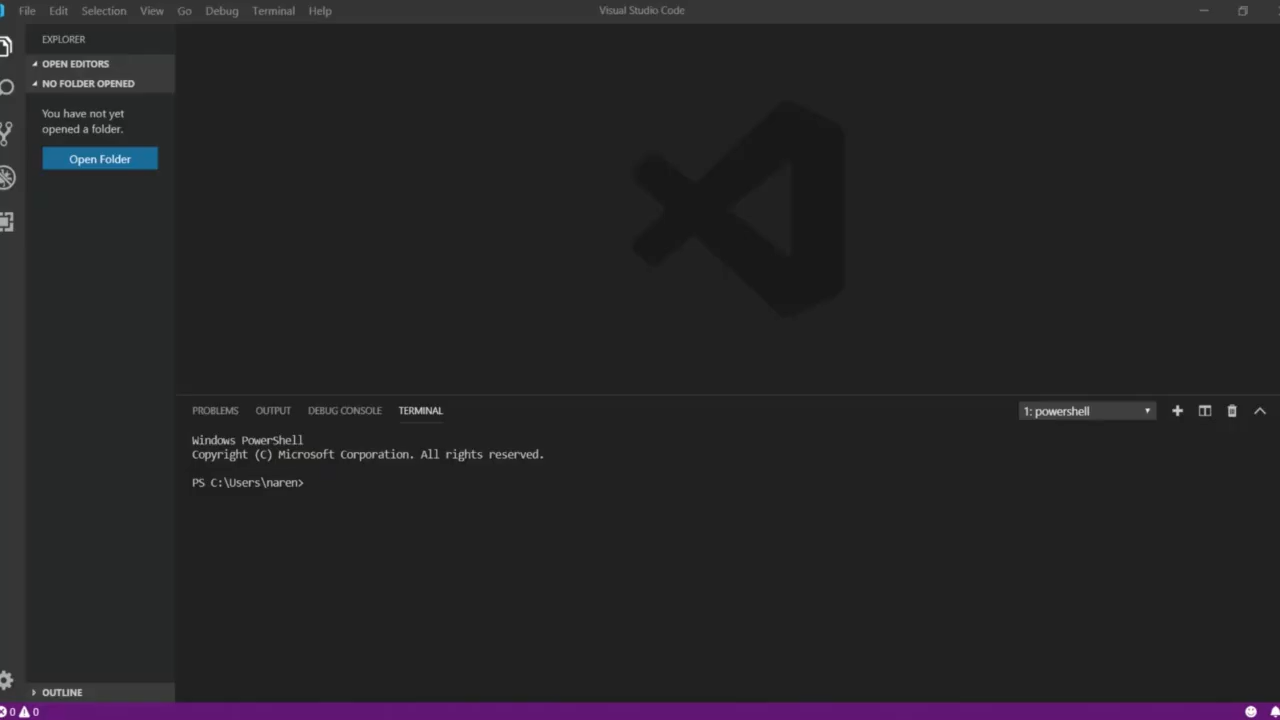 File Edit Selection View Go Debug Terminal Help
Visual Studio Code
EXPLORER
OPEN EDITORS
NO FOLDER OPENED
You have not yet
opened a folder.
Open Folder
PROBLEMS OUTPUT DEBUG CONSOLE TERMINAL
1: powershell
Windows PowerShell
Copyright (C) Microsoft Corporation. All rights reserved.
PS C:\Users\naren>
OUTLINE
0 0